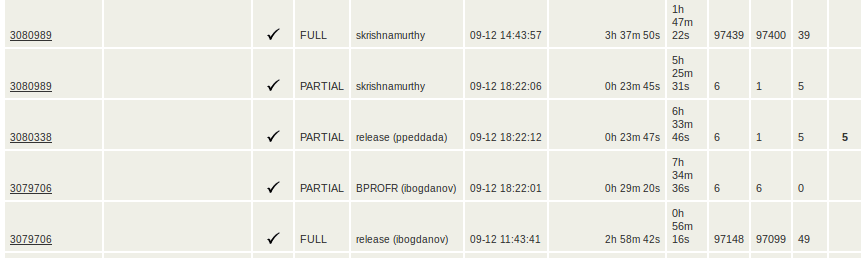 1h
47m
3080989 ✓ FULL skrishnamurthy 09-12 14:43:57 3h 37m 50s 22s 97439 97400 39
5h
25m
3080989 ✓ PARTIAL skrishnamurthy 09-12 18:22:06 0h 23m 45s 31s 6 1 5
6h
33m
3080338 ✓ PARTIAL release (ppeddada) 09-12 18:22:12 0h 23m 47s 46s 6 1 5 5
7h
34m
3079706 ✓ PARTIAL BPROFR (ibogdanov) 09-12 18:22:01 0h 29m 20s 36s 6 6 0
0h
56m
3079706 ✓ FULL release (ibogdanov) 09-12 11:43:41 2h 58m 42s 16s 97148 97099 49